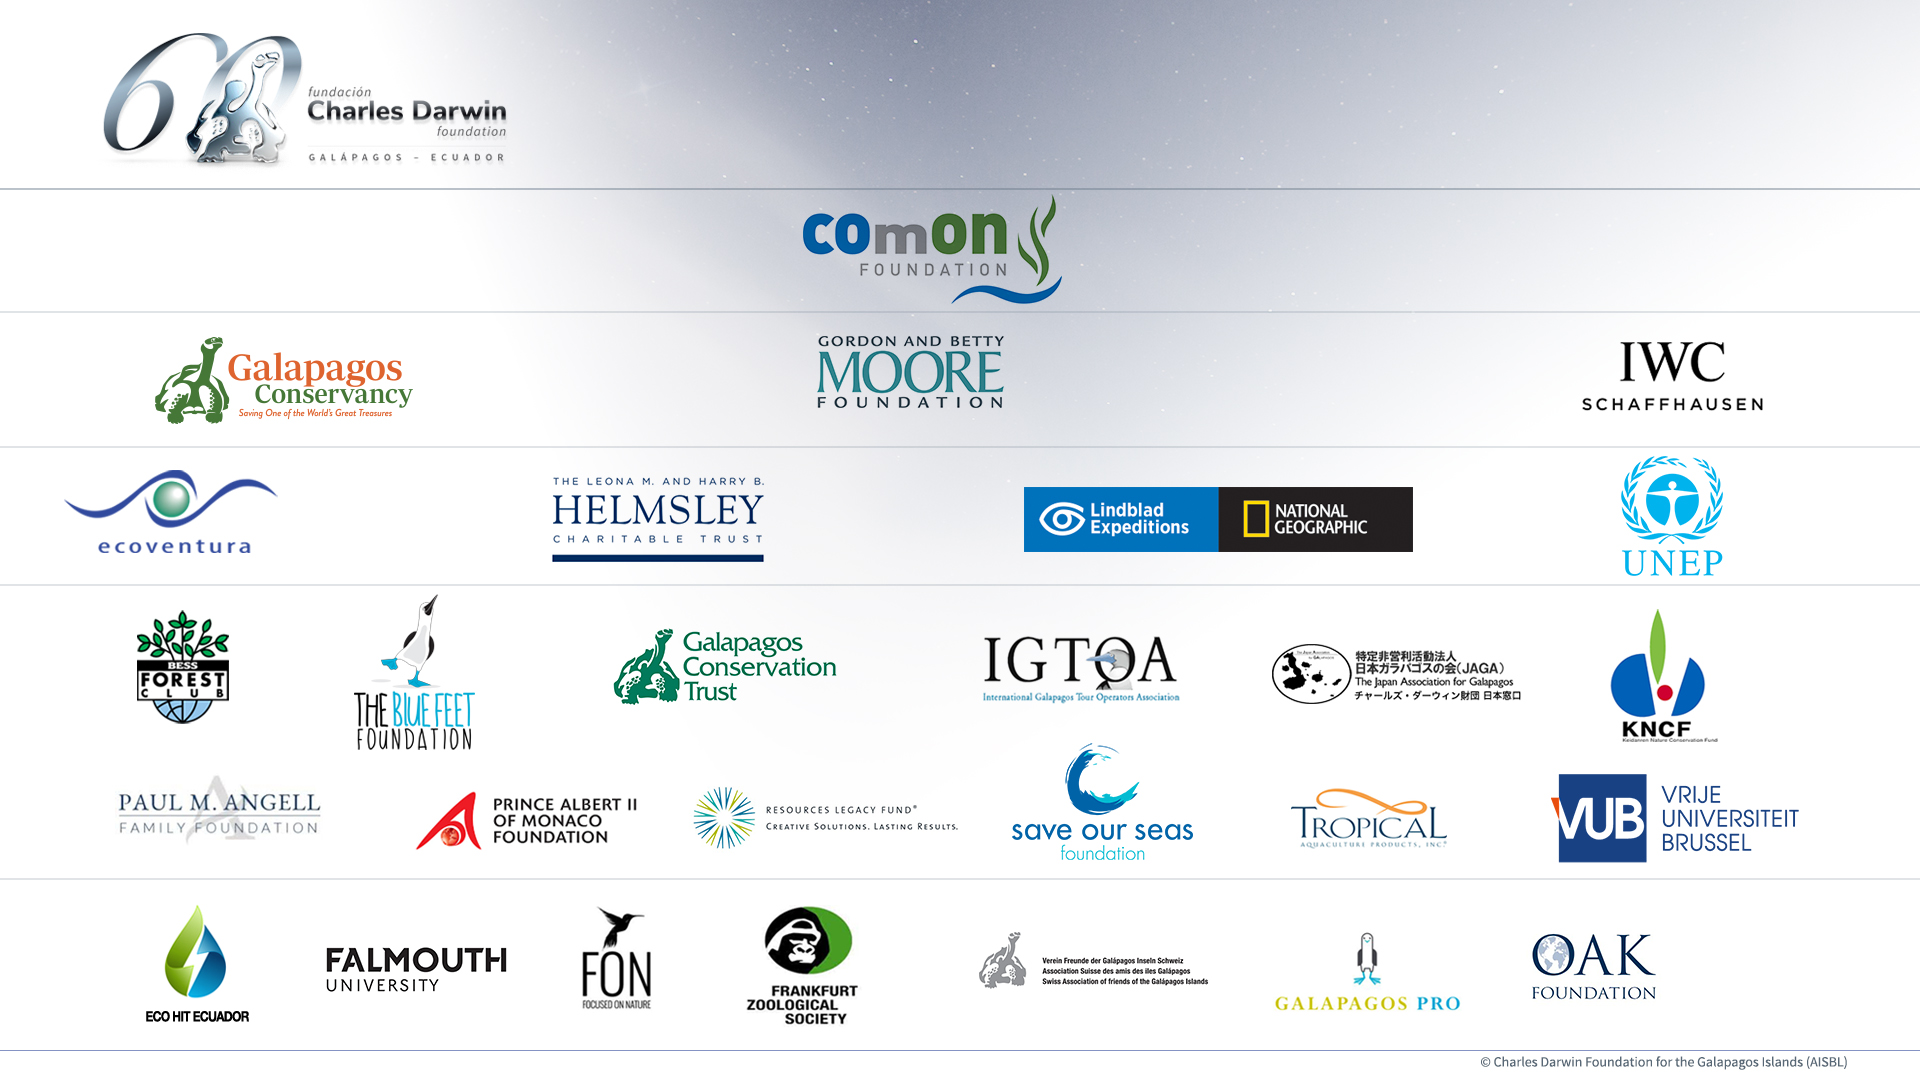 60
fundación
Charles Darwin
foundation
GALÁPAGOS - ECUADOR
comon
FOUNDATION
Galapagos
Conservancy
Saving One of the World's Great Treasures
GORDON AND BETTY
MOORE
FOUNDATION
IWC
SCHAFFHAUSEN
ecoventura
THE LEONA M. AND HARRY B.
HELMSLEY
CHARITABLE TRUST
Lindblad
Expeditions
NATIONAL
GEOGRAPHIC
UNEP
BESS
FOREST
CLUB
THE BLUE FEET
FOUNDATION
Galapagos
Conservation
Trust
IGTOA
International Galapagos Tour Operators Association
特定非営利活動法人
日本ガラパゴスの会(JAGA)
The Japan Association for Galapagos
チャールズ・ダーウィン財団 日本窓口
KNCF
Keidanren Nature Conservation Fund
PAUL M. ANGELL
FAMILY FOUNDATION
PRINCE ALBERT II
OF MONACO
FOUNDATION
RESOURCES LEGACY FUND®
CREATIVE SOLUTIONS. LASTING RESULTS.
save our seas
foundation
TROPICAL
AQUACULTURE PRODUCTS, INC.
VUB
VRIJE
UNIVERSITEIT
BRUSSEL
ECO HIT ECUADOR
FALMOUTH
UNIVERSITY
FON
FOCUSED ON NATURE
FRANKFURT
ZOOLOGICAL
SOCIETY
Verein Freunde der Galápagos Inseln Schweiz
Association Suisse des amis des iles Galápagos
Swiss Association of friends of the Galápagos Islands
GALAPAGOS PRO
OAK
FOUNDATION
© Charles Darwin Foundation for the Galapagos Islands (AISBL)